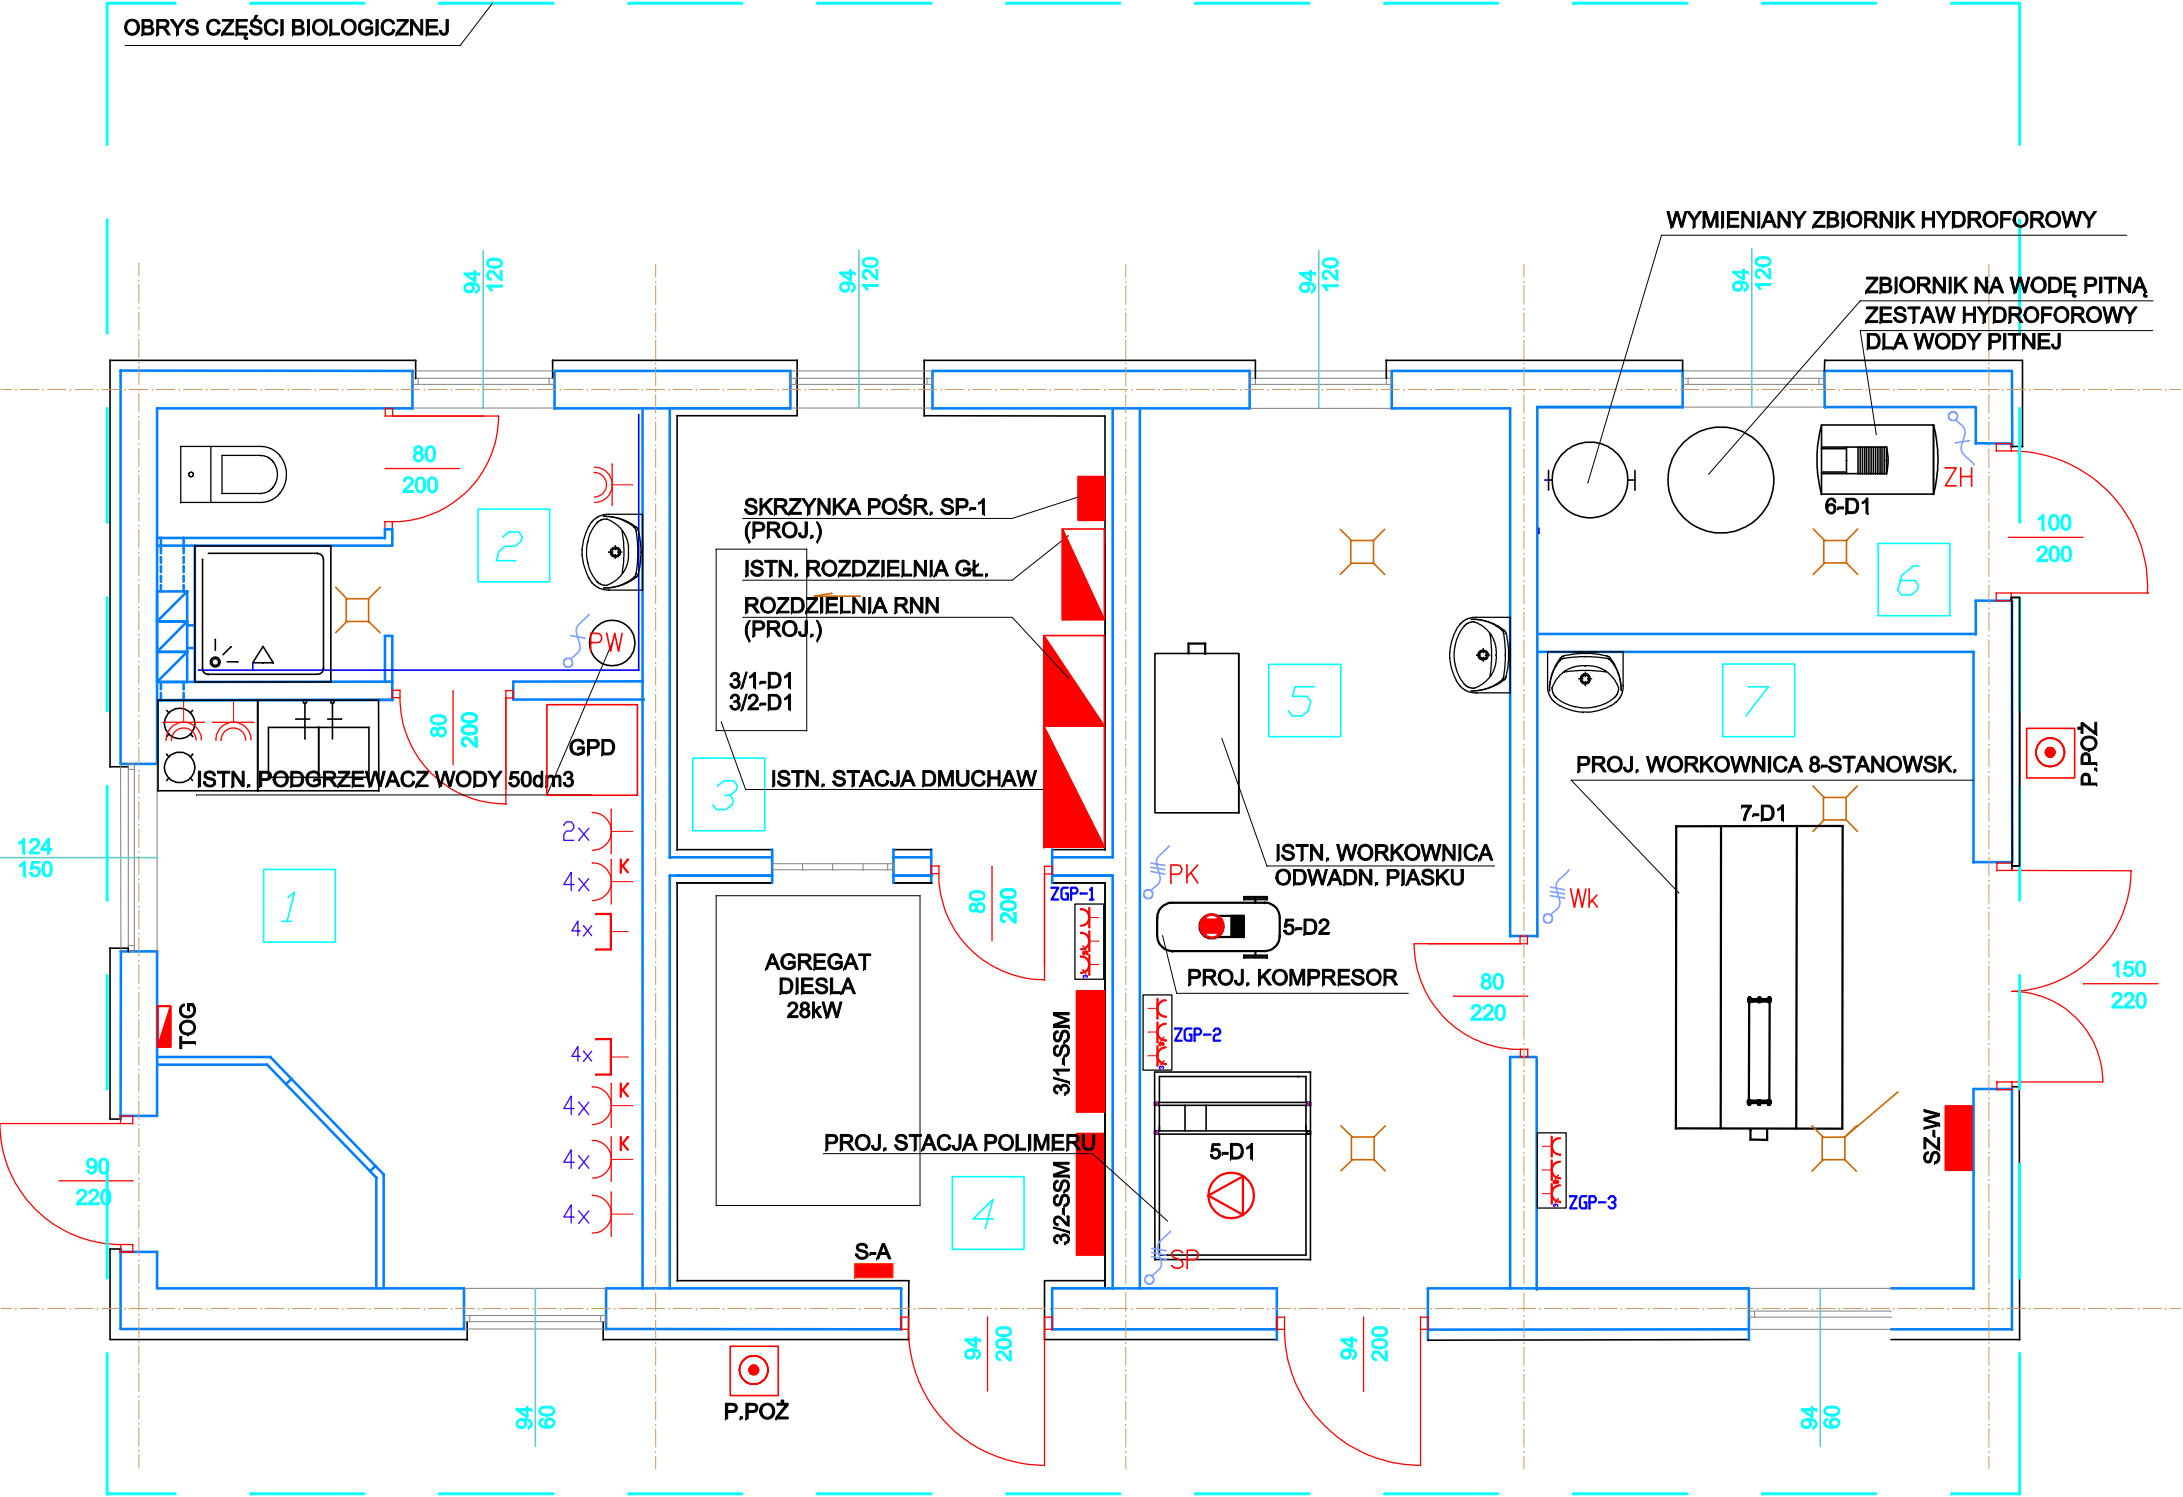 OBRYS CZĘŚCI BIOLOGICZNEJ
WYMIENIANY ZBIORNIK HYDROFOROWY
ZBIORNIK NA WODĘ PITNĄ
ZESTAW HYDROFOROWY
DLA WODY PITNEJ
94
120
94
120
94
120
94
120
80
200
2
PW
SKRZYNKA POŚR. SP-1
(PROJ.)
ISTN. ROZDZIELNIA GŁ.
ROZDZIELNIA RNN
(PROJ.)
3/1-D1
3/2-D1
ISTN. STACJA DMUCHAW
3
6-D1
ZH
6
100
200
5
7
80
200
GPD
ISTN. PODGRZEWACZ WODY 50dm3
PROJ. WORKOWNICA 8-STANOWSK.
7-D1
P.POŻ
124
150
1
2x
4x K
4x
4x
4x K
4x K
4x
TOG
90
220
80
200
ZGP-1
AGREGAT
DIESLA
28kW
3/1-SSM
3/2-SSM
4
S-A
ISTN. WORKOWNICA
ODWADN. PIASKU
PK
5-D2
PROJ. KOMPRESOR
ZGP-2
PROJ. STACJA POLIMERU
5-D1
SP
80
220
Wk
ZGP-3
SZ-W
150
220
94
60
P.POŻ
94
200
94
200
94
60